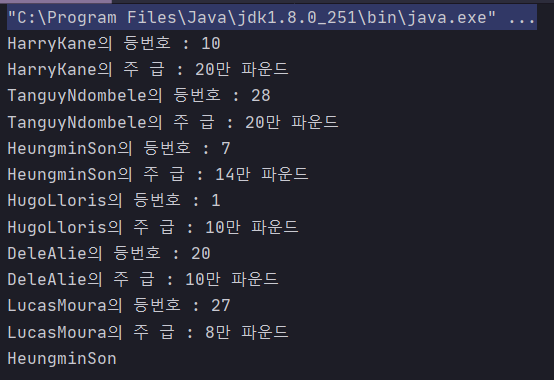 "C:\Program Files\Java\jdk1.8.0_251\bin\java.exe" ...
HarryKane의 등번호 : 10
HarryKane의 주 급 : 20만 파운드
TanguyNdombele의 등번호 : 28
TanguyNdombele의 주 급 : 20만 파운드
HeungminSon의 등번호 : 7
HeungminSon의 주 급 : 14만 파운드
HugoLloris의 등번호 : 1
HugoLloris의 주 급 : 10만 파운드
DeleAlie의 등번호 : 20
DeleAlie의 주 급 : 10만 파운드
LucasMoura의 등번호 : 27
LucasMoura의 주 급 : 8만 파운드
HeungminSon